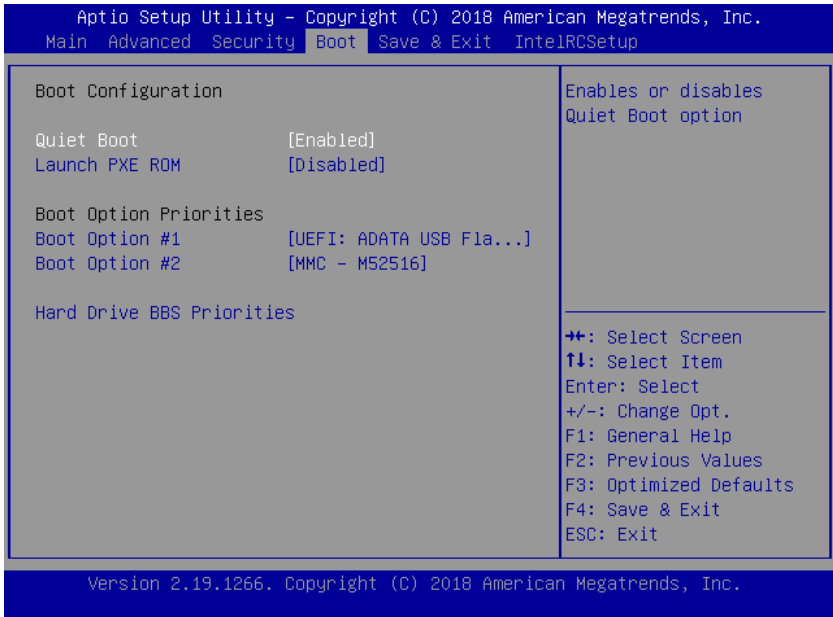 Aptio Setup Utility – Copyright (C) 2018 American Megatrends, Inc.
Main Advanced Security Boot Save & Exit IntelRCSetup
Boot Configuration
Quiet Boot [Enabled]
Launch PXE ROM [Disabled]
Boot Option Priorities
Boot Option #1 [UEFI: ADATA USB Fla...]
Boot Option #2 [MMC – M52516]
Hard Drive BBS Priorities
Enables or disables
Quiet Boot option
→←: Select Screen
↑↓: Select Item
Enter: Select
+/–: Change Opt.
F1: General Help
F2: Previous Values
F3: Optimized Defaults
F4: Save & Exit
ESC: Exit
Version 2.19.1266. Copyright (C) 2018 American Megatrends, Inc.